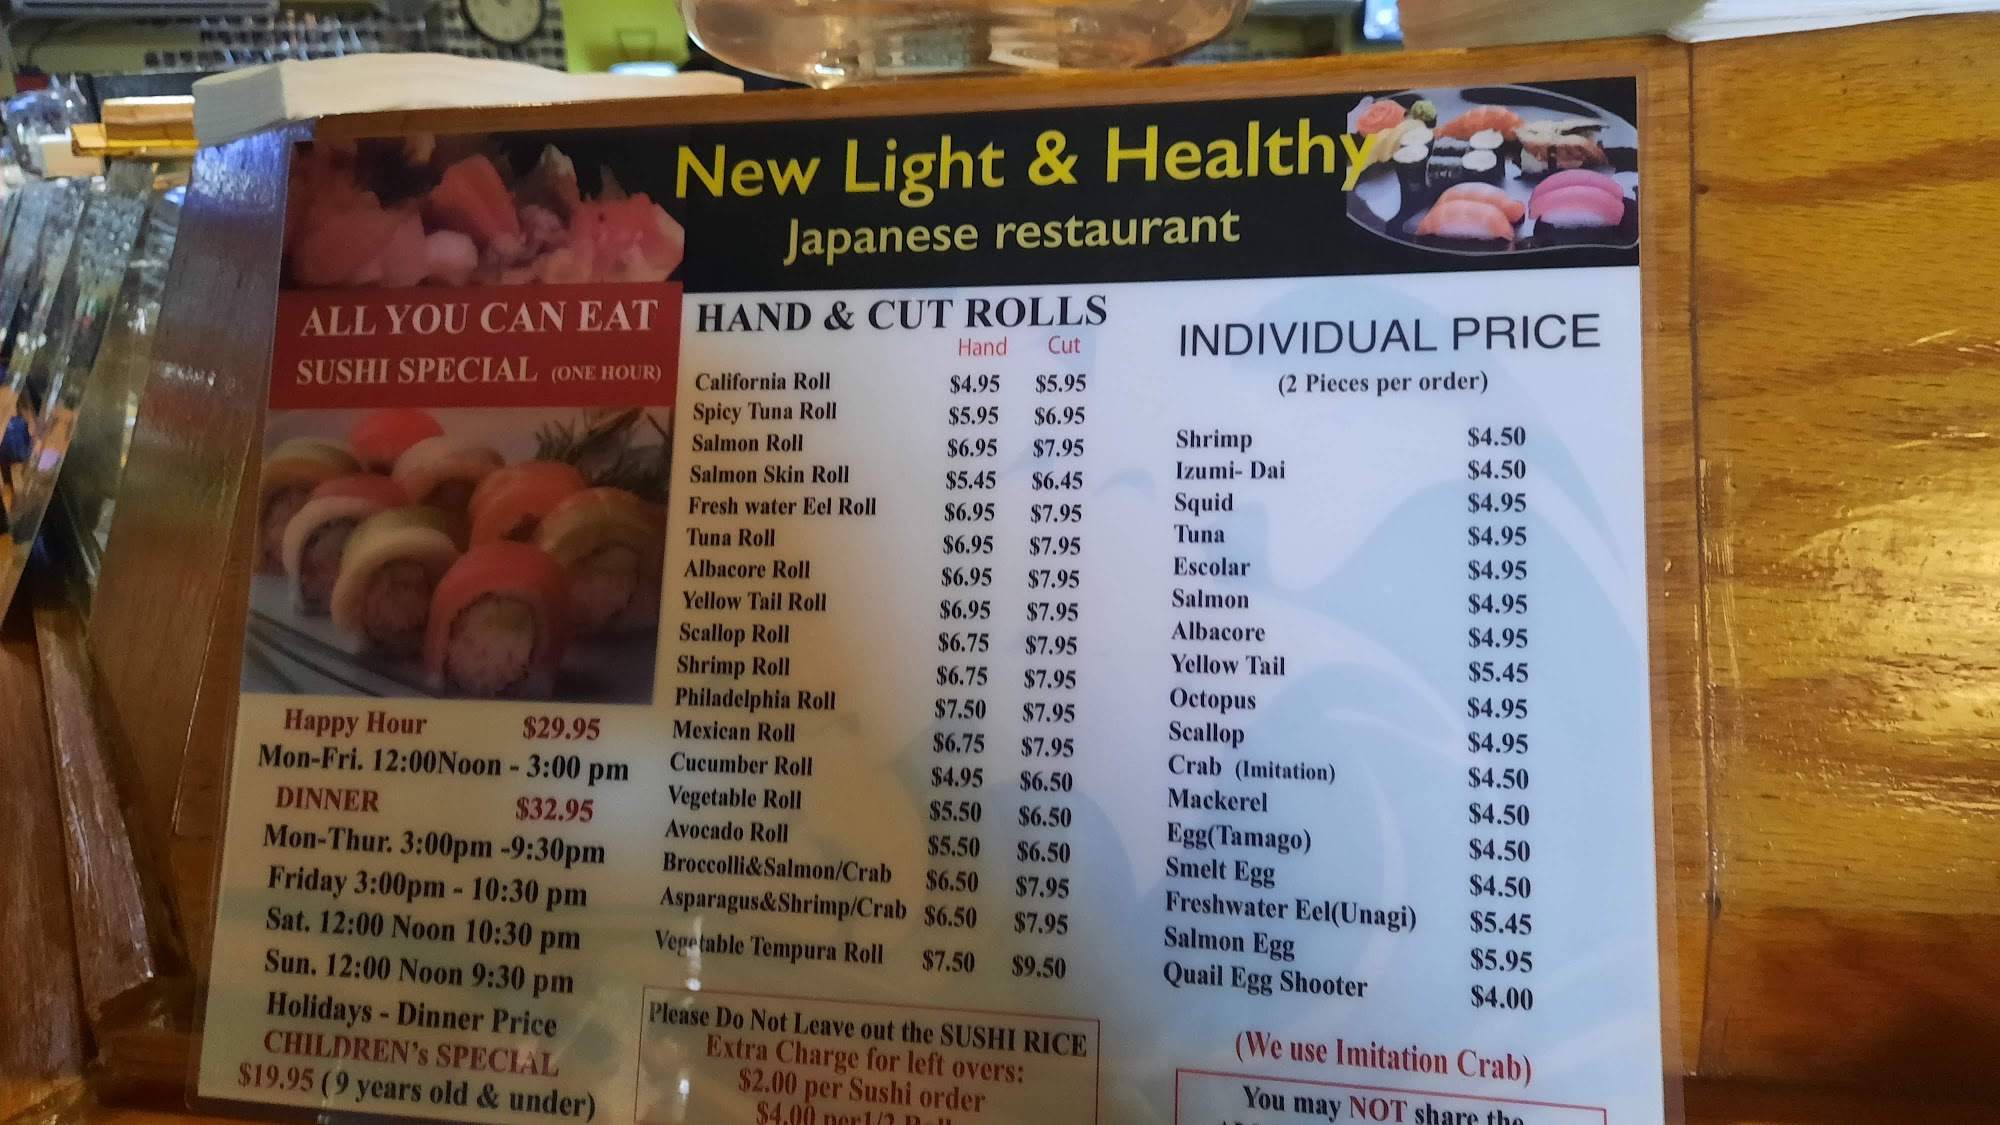 New Light & Healthy
Japanese restaurant
ALL YOU CAN EAT
SUSHI SPECIAL (ONE HOUR)
Happy Hour $29.95
Mon-Fri. 12:00Noon - 3:00 pm
DINNER $32.95
Mon-Thur. 3:00pm -9:30pm
Friday 3:00pm - 10:30 pm
Sat. 12:00 Noon 10:30 pm
Sun. 12:00 Noon 9:30 pm
Holidays - Dinner Price
CHILDREN's SPECIAL
$19.95 (9 years old & under)
HAND & CUT ROLLS
Hand Cut
California Roll $4.95 $5.95
Spicy Tuna Roll $5.95 $6.95
Salmon Roll $6.95 $7.95
Salmon Skin Roll $5.45 $6.45
Fresh water Eel Roll $6.95 $7.95
Tuna Roll $6.95 $7.95
Albacore Roll $6.95 $7.95
Yellow Tail Roll $6.95 $7.95
Scallop Roll $6.75 $7.95
Shrimp Roll $6.75 $7.95
Philadelphia Roll $7.50 $7.95
Mexican Roll $6.75 $7.95
Cucumber Roll $4.95 $6.50
Vegetable Roll $5.50 $6.50
Avocado Roll $5.50 $6.50
Broccolli&Salmon/Crab $6.50 $7.95
Asparagus&Shrimp/Crab $6.50 $7.95
Vegetable Tempura Roll $7.50 $9.50
Please Do Not Leave out the SUSHI RICE
Extra Charge for left overs:
$2.00 per Sushi order
$4.00 per 1/2 Roll
INDIVIDUAL PRICE
(2 Pieces per order)
Shrimp $4.50
Izumi- Dai $4.50
Squid $4.95
Tuna $4.95
Escolar $4.95
Salmon $4.95
Albacore $4.95
Yellow Tail $5.45
Octopus $4.95
Scallop $4.95
Crab (Imitation) $4.50
Mackerel $4.50
Egg(Tamago) $4.50
Smelt Egg $4.50
Freshwater Eel(Unagi) $5.45
Salmon Egg $5.95
Quail Egg Shooter $4.00
(We use Imitation Crab)
You may NOT share the